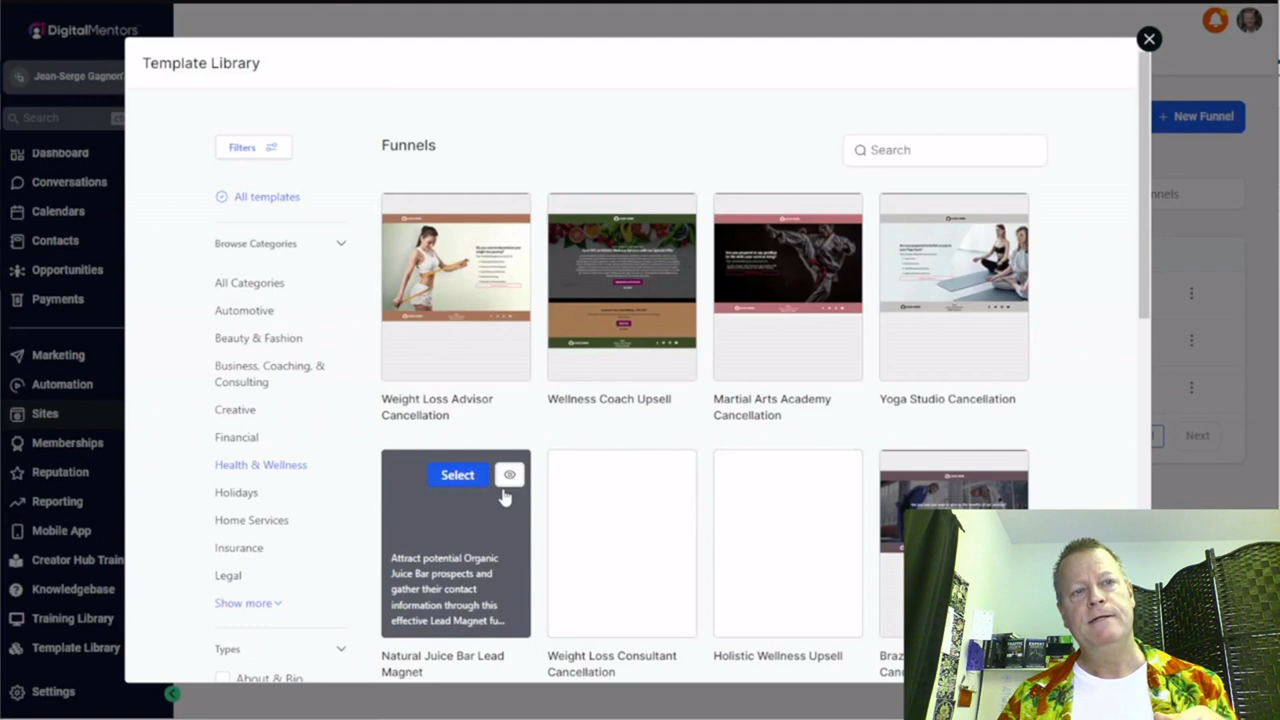 DigitalMentors
Template Library
Jean-Serge Gagnon
Search
Filters
Funnels
Search
New Funnel
All templates
Browse Categories
All Categories
Automotive
Beauty & Fashion
Business, Coaching, &
Consulting
Creative
Financial
Health & Wellness
Holidays
Home Services
Insurance
Legal
Show more
Types
About & Bio
Dashboard
Conversations
Calendars
Contacts
Opportunities
Payments
Marketing
Automation
Sites
Memberships
Reputation
Reporting
Mobile App
Creator Hub Train
Knowledgebase
Training Library
Template Library
Settings
Weight Loss Advisor
Cancellation
Wellness Coach Upsell
Martial Arts Academy
Cancellation
Yoga Studio Cancellation
Select
Attract potential Organic
Juice Bar prospects and
gather their contact
information through this
effective Lead Magnet fu...
Natural Juice Bar Lead
Magnet
Weight Loss Consultant
Cancellation
Holistic Wellness Upsell
Next